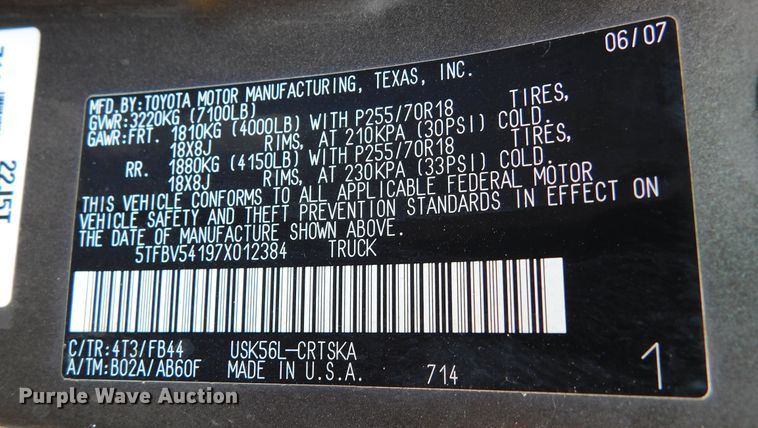 06/07
MFD.BY:TOYOTA MOTOR MANUFACTURING, TEXAS, INC.
GVWR:3220KG (7100LB)
GAWR:FRT. 1810KG (4000LB) WITH P255/70R18 TIRES,
18X8J RIMS, AT 210KPA (30PSI) COLD.
RR. 1880KG (4150LB) WITH P255/70R18 TIRES,
18X8J RIMS, AT 230KPA (33PSI) COLD.
THIS VEHICLE CONFORMS TO ALL APPLICABLE FEDERAL MOTOR
VEHICLE SAFETY AND THEFT PREVENTION STANDARDS IN EFFECT ON
THE DATE OF MANUFACTURE SHOWN ABOVE.
5TFBV54197X012384 TRUCK
C/TR:4T3/FB44 USK56L-CRTSKA
A/TM:B02A/AB60F MADE IN U.S.A. 714 1
22J5T
Purple Wave Auction